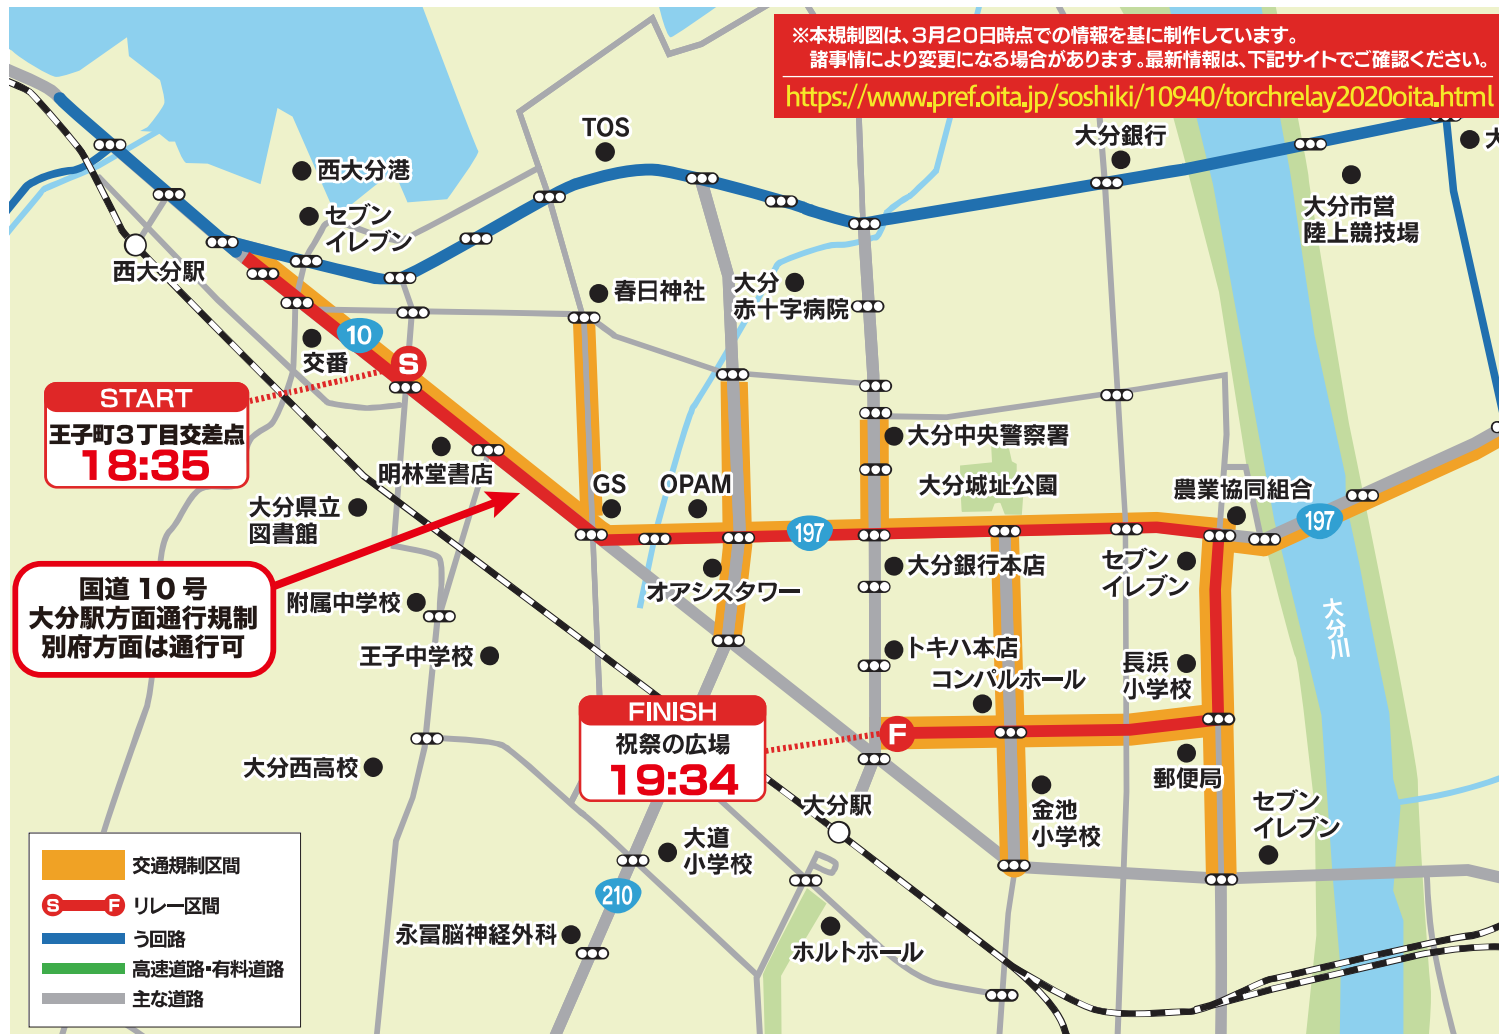 ※本規制図は、3月20日時点での情報を基に制作しています。
諸事情により変更になる場合があります。最新情報は、下記サイトでご確認ください。
https://www.pref.oita.jp/soshiki/10940/torchrelay2020oita.html
TOS
大分銀行
大
西大分港
セブン
イレブン
大分市営
陸上競技場
西大分駅
春日神社
大分
赤十字病院
10
交番
S
START
王子町3丁目交差点
18:35
明林堂書店
大分県立
図書館
GS
OPAM
大分中央警察署
大分城址公園
農業協同組合
197
197
国道10号
大分駅方面通行規制
別府方面は通行可
オアシスタワー
大分銀行本店
セブン
イレブン
附属中学校
王子中学校
トキハ本店
コンパルホール
長浜
小学校
大分川
FINISH
祝祭の広場
19:34
F
大分西高校
郵便局
大分駅
金池
小学校
セブン
イレブン
大道
小学校
210
永冨脳神経外科
ホルトホール
交通規制区間
S F リレー区間
う回路
高速道路・有料道路
主な道路